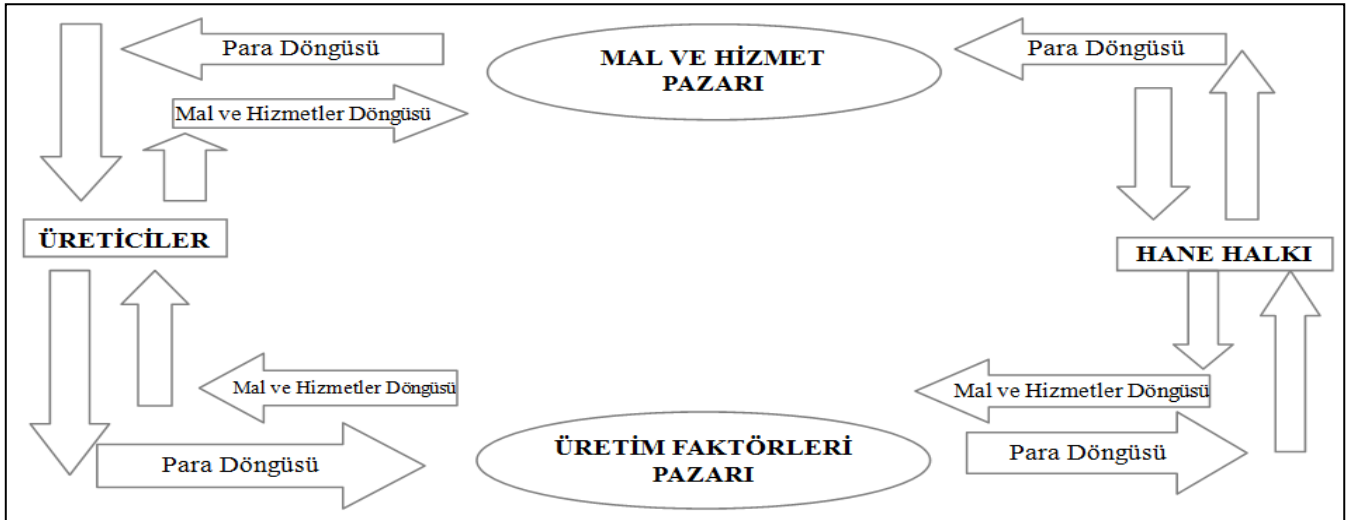 Para Döngüsü
MAL VE HİZMET
PAZARI
Para Döngüsü
Mal ve Hizmetler Döngüsü
ÜRETİCİLER
HANE HALKI
Mal ve Hizmetler Döngüsü
Mal ve Hizmetler Döngüsü
Para Döngüsü
ÜRETİM FAKTÖRLERİ
PAZARI
Para Döngüsü